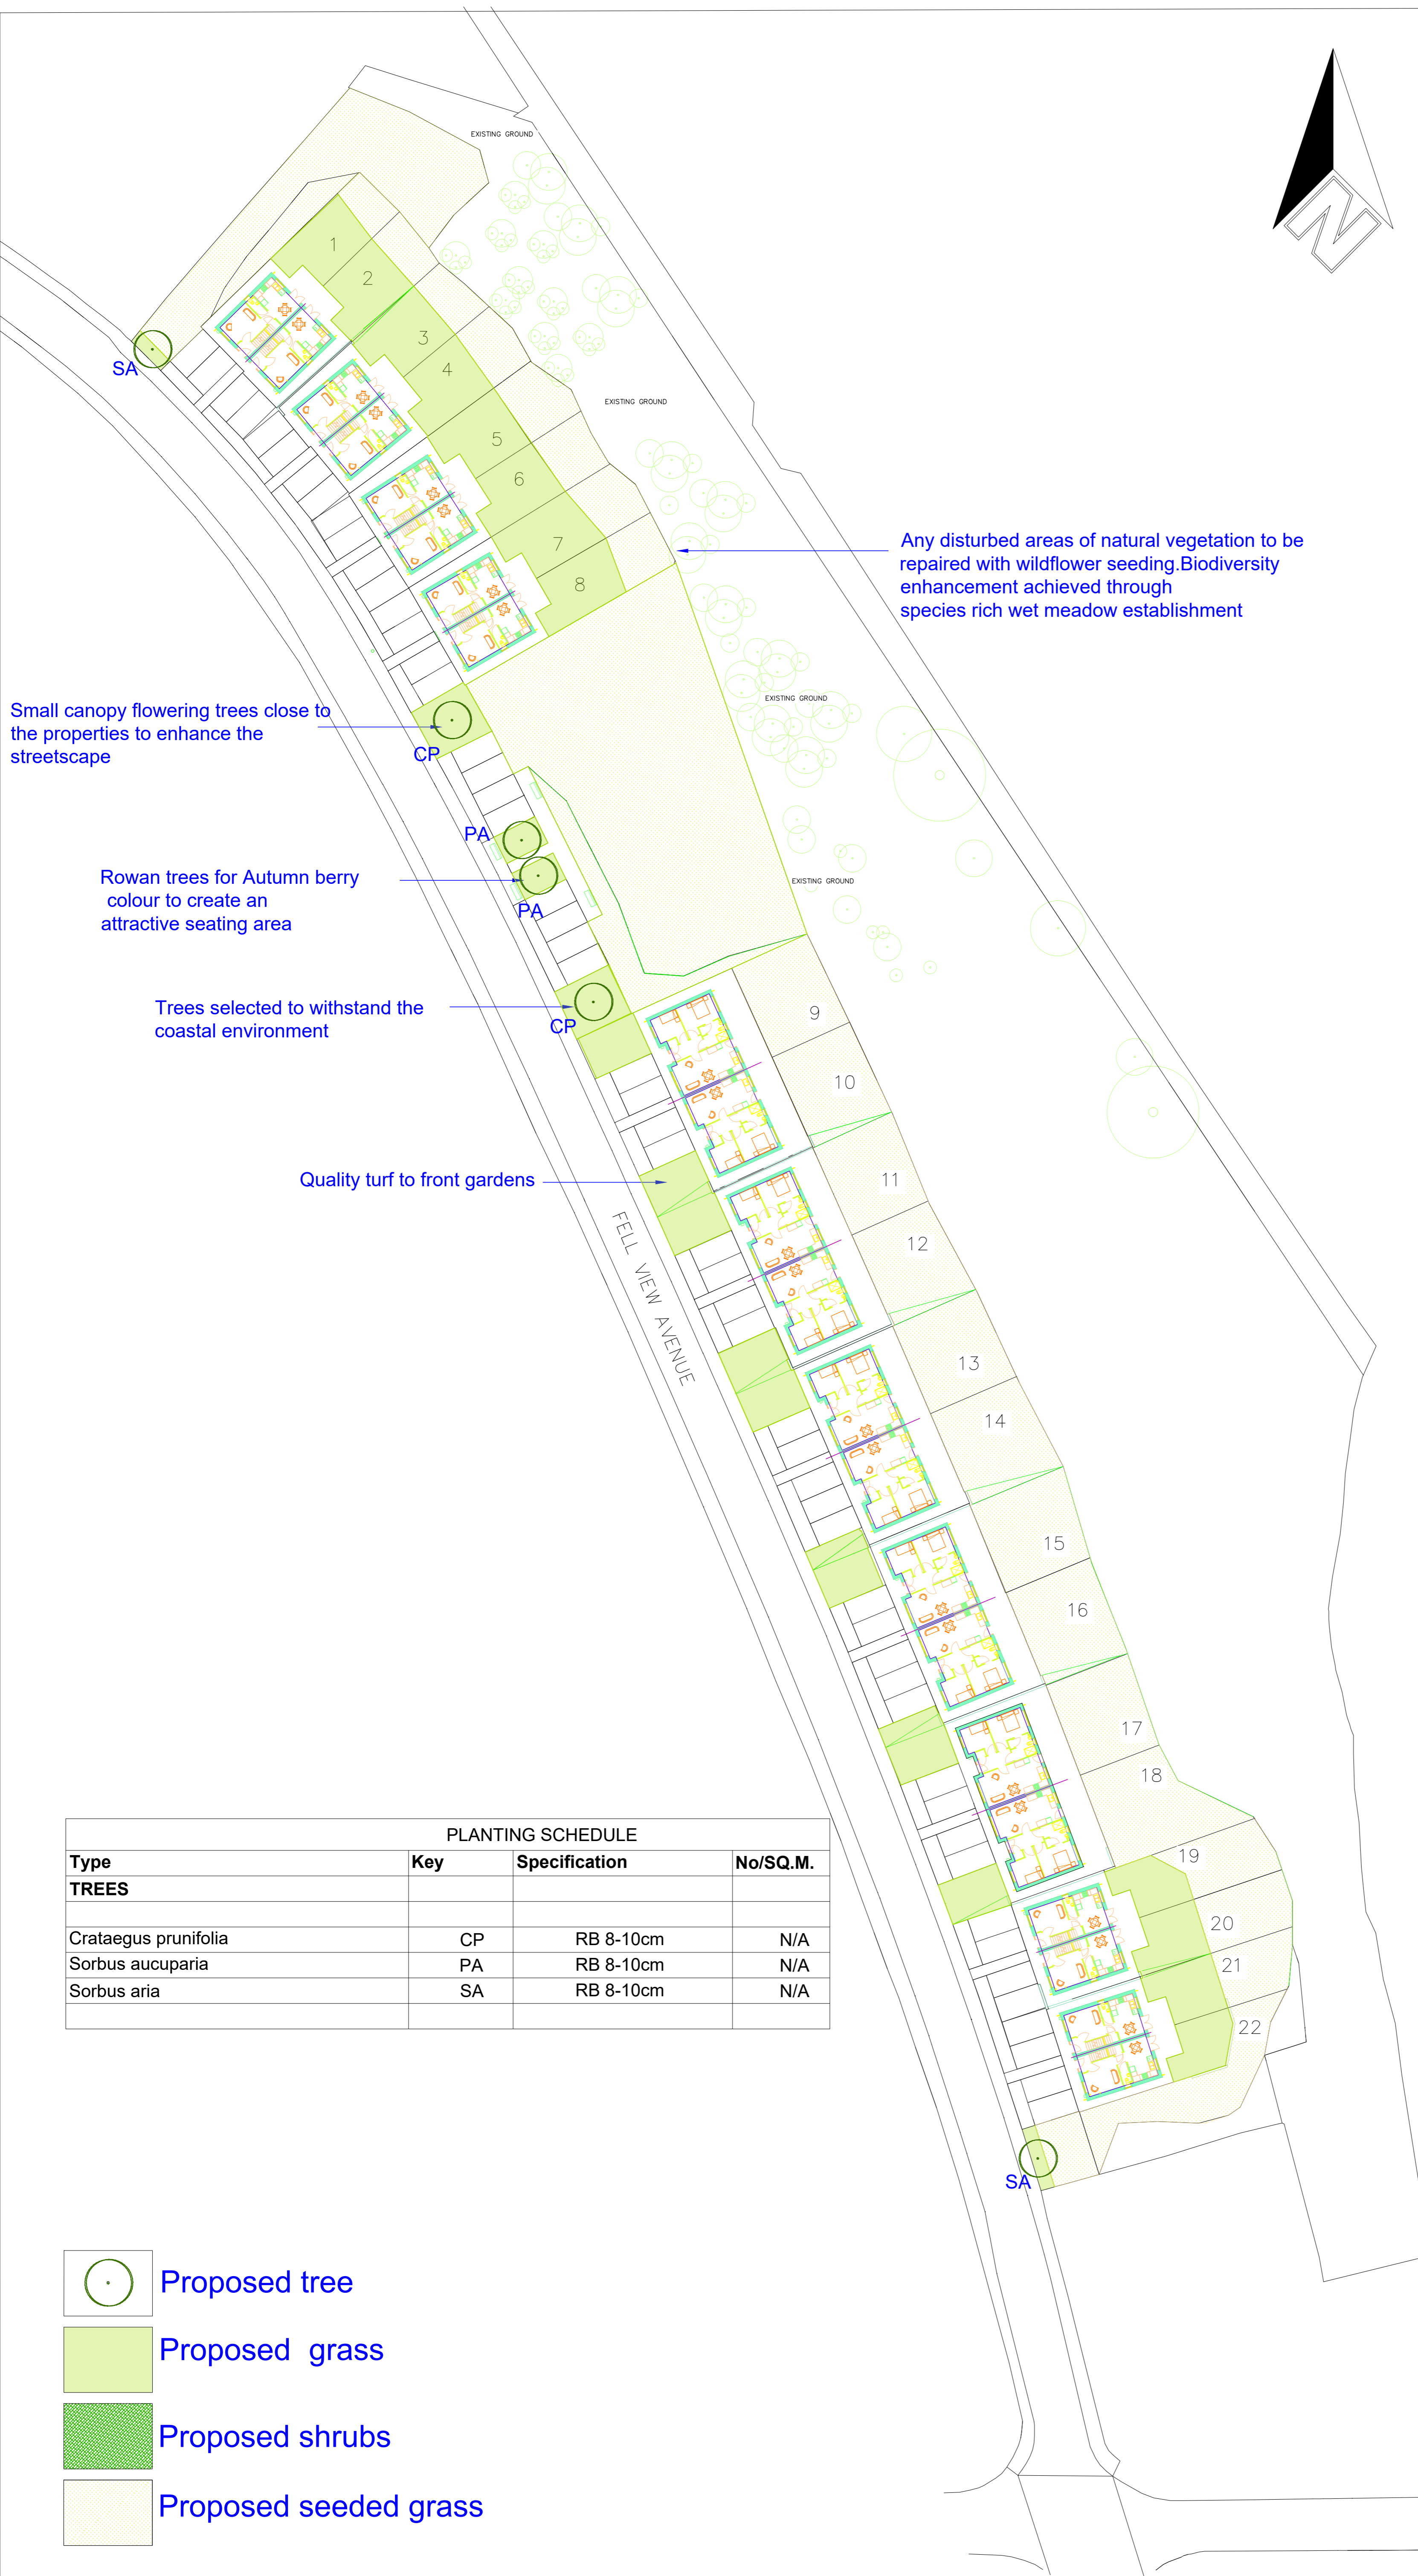 EXISTING GROUND
N
1
2
3
4
5
6
7
8
SA
EXISTING GROUND
Any disturbed areas of natural vegetation to be
repaired with wildflower seeding.Biodiversity
enhancement achieved through
species rich wet meadow establishment
EXISTING GROUND
Small canopy flowering trees close to
the properties to enhance the
streetscape
CP
PA
EXISTING GROUND
Rowan trees for Autumn berry
colour to create an
attractive seating area
PA
Trees selected to withstand the
coastal environment
CP
9
10
Quality turf to front gardens
11
12
FELL VIEW AVENUE
13
14
15
16
17
18
19
20
21
22
SA
PLANTING SCHEDULE
Type Key Specification No/SQ.M.
TREES
Crataegus prunifolia CP RB 8-10cm N/A
Sorbus aucuparia PA RB 8-10cm N/A
Sorbus aria SA RB 8-10cm N/A
Proposed tree
Proposed grass
Proposed shrubs
Proposed seeded grass